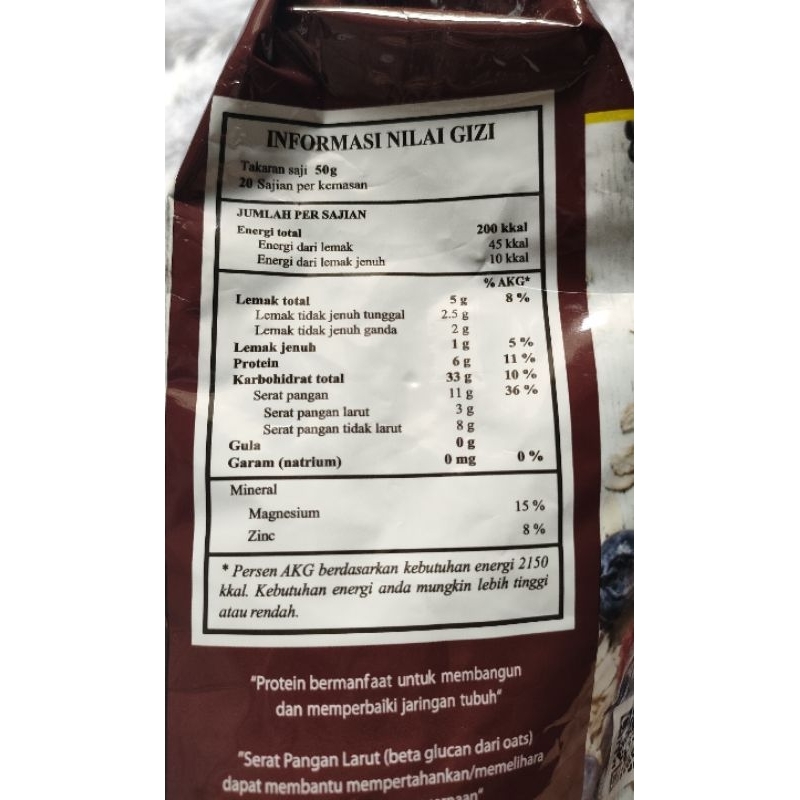 INFORMASI NILAI GIZI
Takaran saji 50g
20 Sajian per kemasan
JUMLAH PER SAJIAN
Energi total 200 kkal
Energi dari lemak 45 kkal
Energi dari lemak jenuh 10 kkal
% AKG*
Lemak total 5 g 8 %
Lemak tidak jenuh tunggal 2.5 g
Lemak tidak jenuh ganda 2 g
Lemak jenuh 1 g 5 %
Protein 6 g 11 %
Karbohidrat total 33 g 10 %
Serat pangan 11 g 36 %
Serat pangan larut 3 g
Serat pangan tidak larut 8 g
Gula 0 g
Garam (natrium) 0 mg 0 %
Mineral
Magnesium 15 %
Zinc 8 %
* Persen AKG berdasarkan kebutuhan energi 2150
kkal. Kebutuhan energi anda mungkin lebih tinggi
atau rendah.
"Protein bermanfaat untuk membangun
dan memperbaiki jaringan tubuh"
"Serat Pangan Larut (beta glucan dari oats)
dapat membantu mempertahankan/memelihara